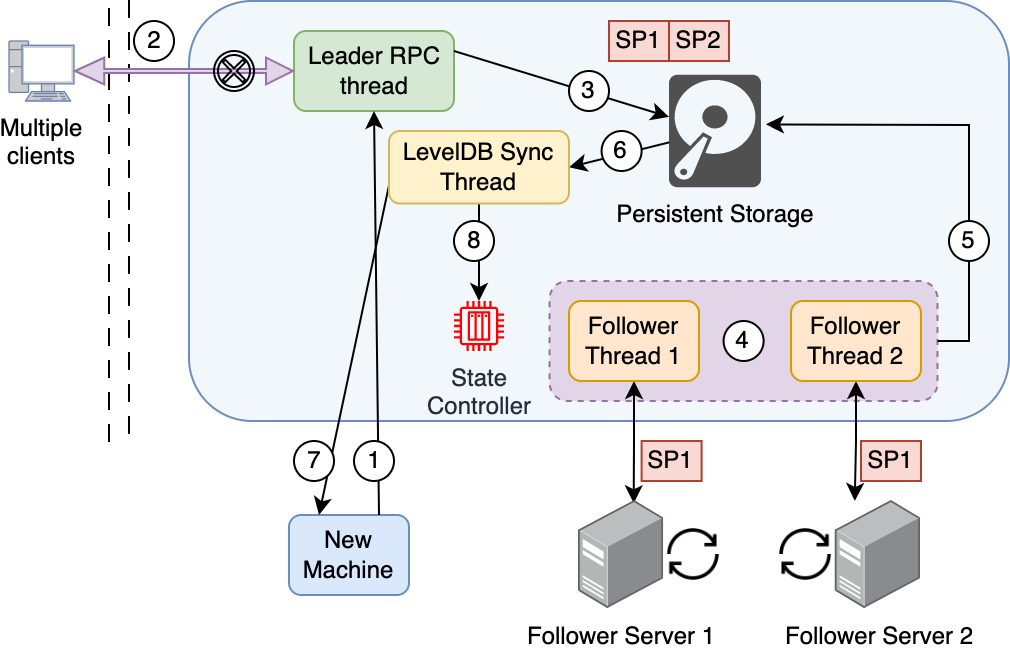 2
Multiple
clients
Leader RPC
thread
SP1 SP2
3
LevelDB Sync
Thread
6
Persistent Storage
8
5
State
Controller
Follower
Thread 1
4
Follower
Thread 2
7
1
SP1
SP1
New
Machine
Follower Server 1
Follower Server 2